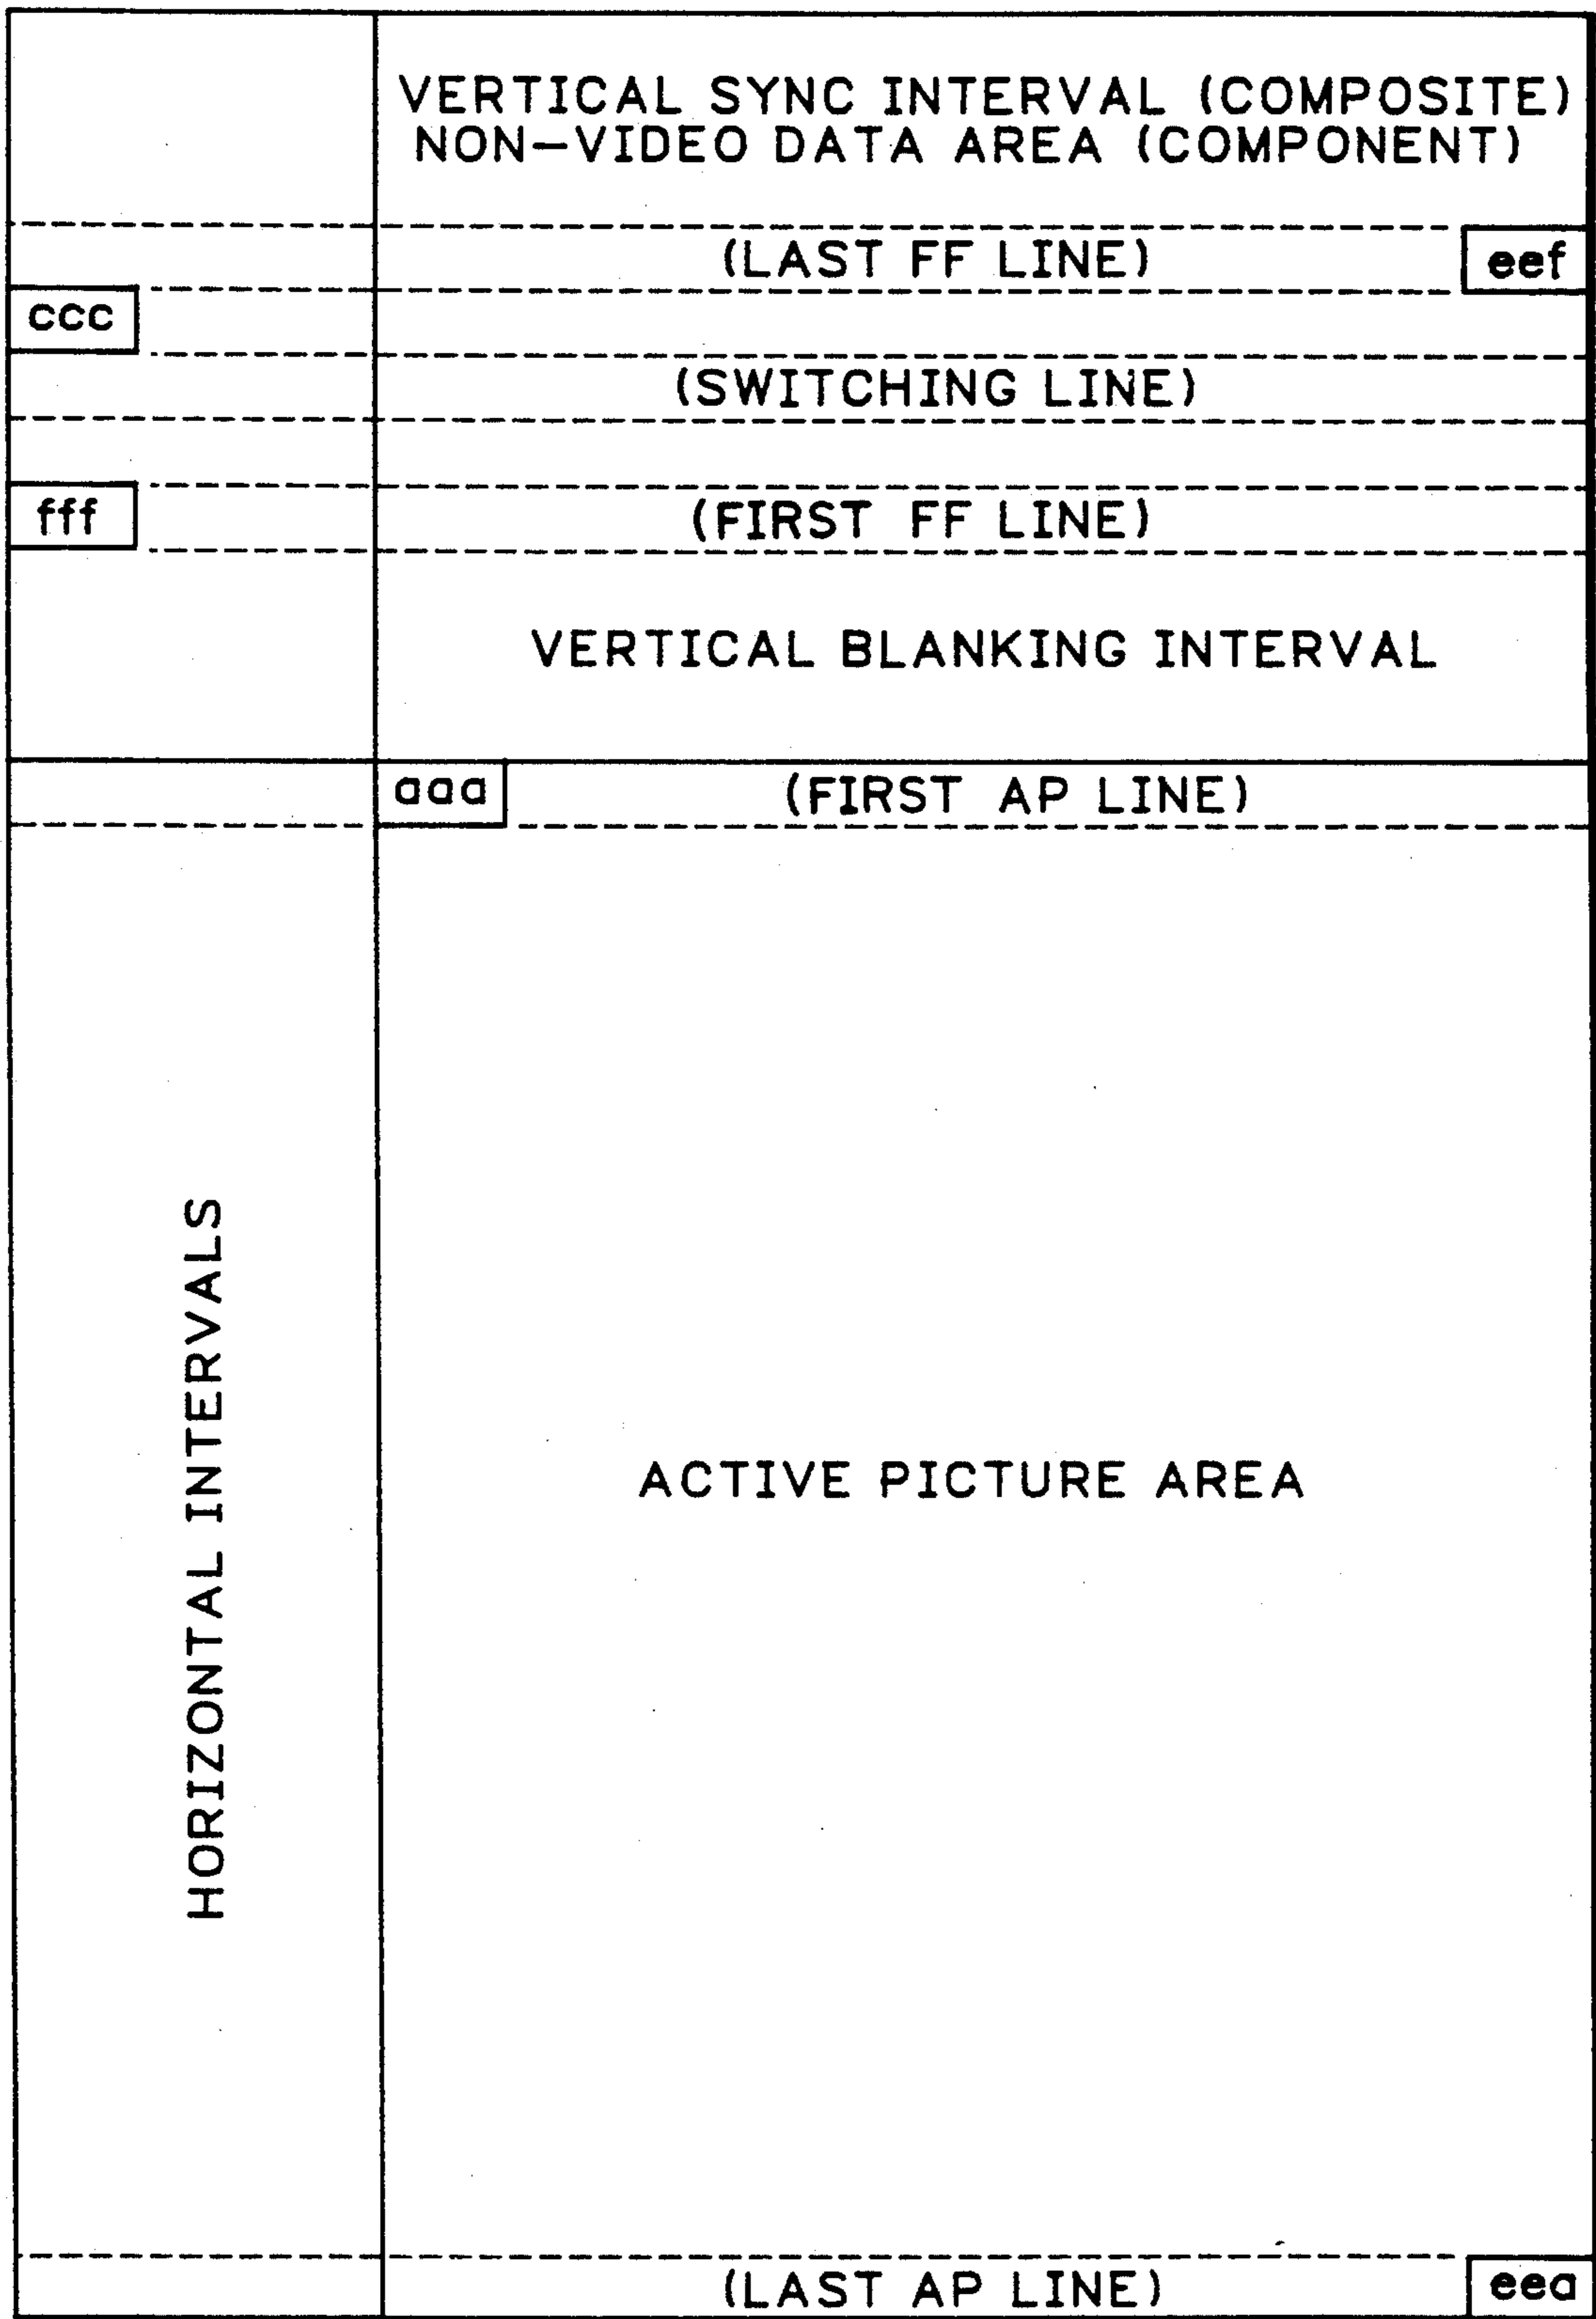 VERTICAL SYNC INTERVAL (COMPOSITE)
NON-VIDEO DATA AREA (COMPONENT)
(LAST FF LINE) eef
ccc
(SWITCHING LINE)
fff (FIRST FF LINE)
VERTICAL BLANKING INTERVAL
aaa (FIRST AP LINE)
HORIZONTAL INTERVALS
ACTIVE PICTURE AREA
(LAST AP LINE) eea